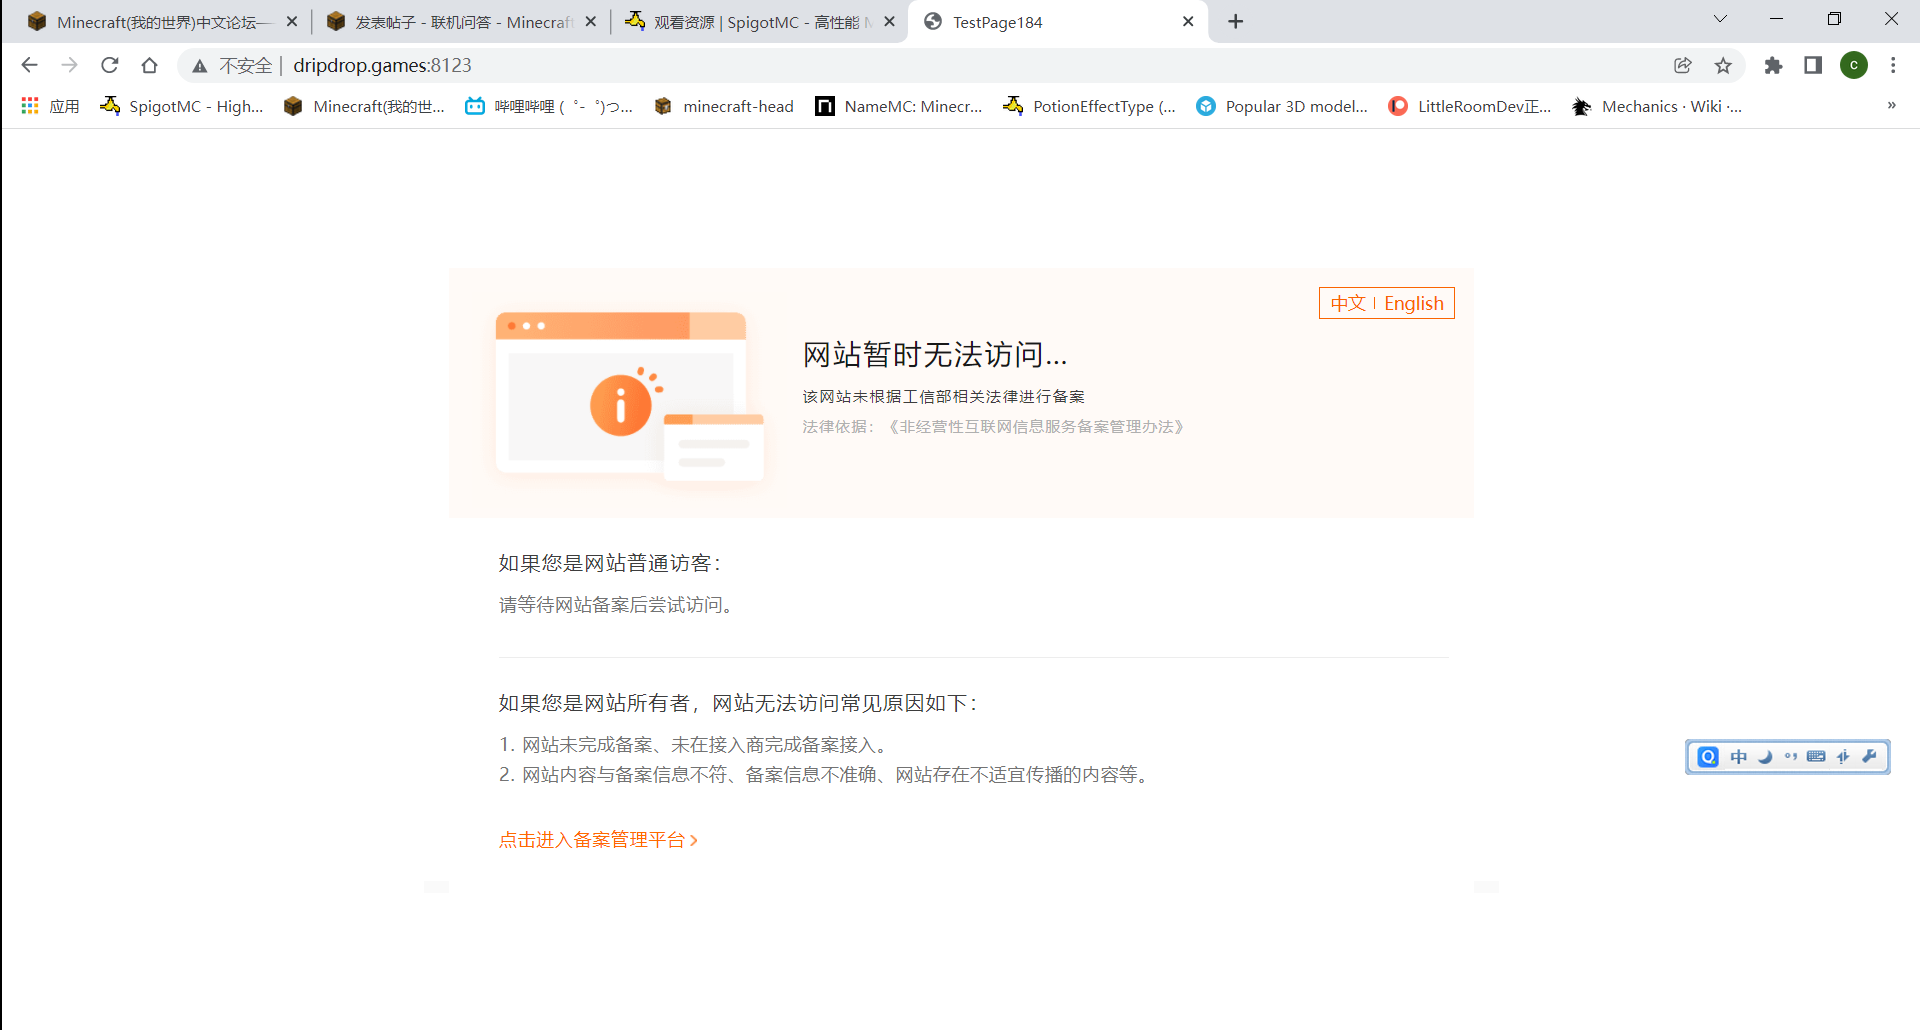 Minecraft(我的世界)中文论坛—
发表帖子 - 联机问答 - Minecraft
观看资源 | SpigotMC - 高性能 M
TestPage184
不安全
dripdrop.games:8123
c
应用
SpigotMC - High...
Minecraft(我的世...
哔哩哔哩 ( ゜- ゜)つ...
minecraft-head
NameMC: Minecr...
PotionEffectType (...
Popular 3D model...
LittleRoomDev正...
Mechanics · Wiki ·...
»
中文 | English
网站暂时无法访问...
该网站未根据工信部相关法律进行备案
法律依据：《非经营性互联网信息服务备案管理办法》
如果您是网站普通访客：
请等待网站备案后尝试访问。
如果您是网站所有者，网站无法访问常见原因如下：
1. 网站未完成备案、未在接入商完成备案接入。
2. 网站内容与备案信息不符、备案信息不准确、网站存在不适宜传播的内容等。
点击进入备案管理平台 >
中